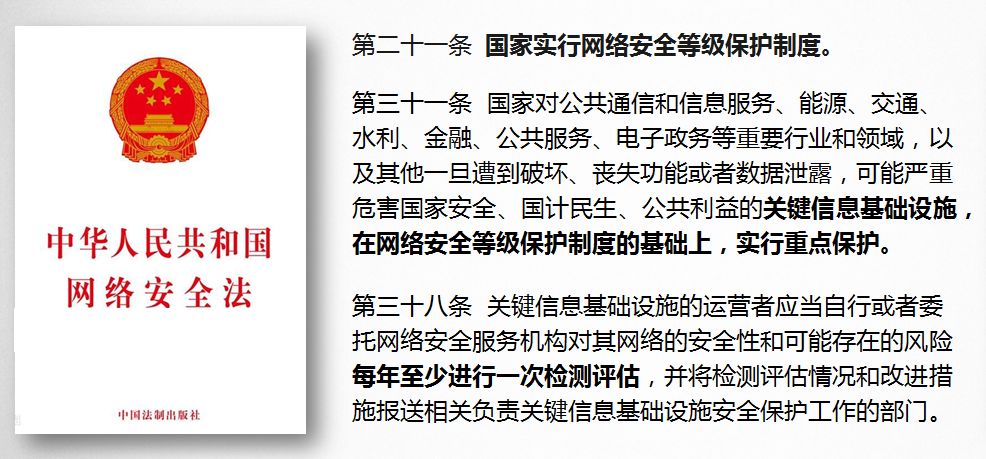 中华人民共和国
网络安全法
中国法制出版社
第二十一条 国家实行网络安全等级保护制度。
第三十一条 国家对公共通信和信息服务、能源、交通、
水利、金融、公共服务、电子政务等重要行业和领域，以
及其他一旦遭到破坏、丧失功能或者数据泄露，可能严重
危害国家安全、国计民生、公共利益的关键信息基础设施，
在网络安全等级保护制度的基础上，实行重点保护。
第三十八条 关键信息基础设施的运营者应当自行或者委
托网络安全服务机构对其网络的安全性和可能存在的风险
每年至少进行一次检测评估，并将检测评估情况和改进措
施报送相关负责关键信息基础设施安全保护工作的部门。